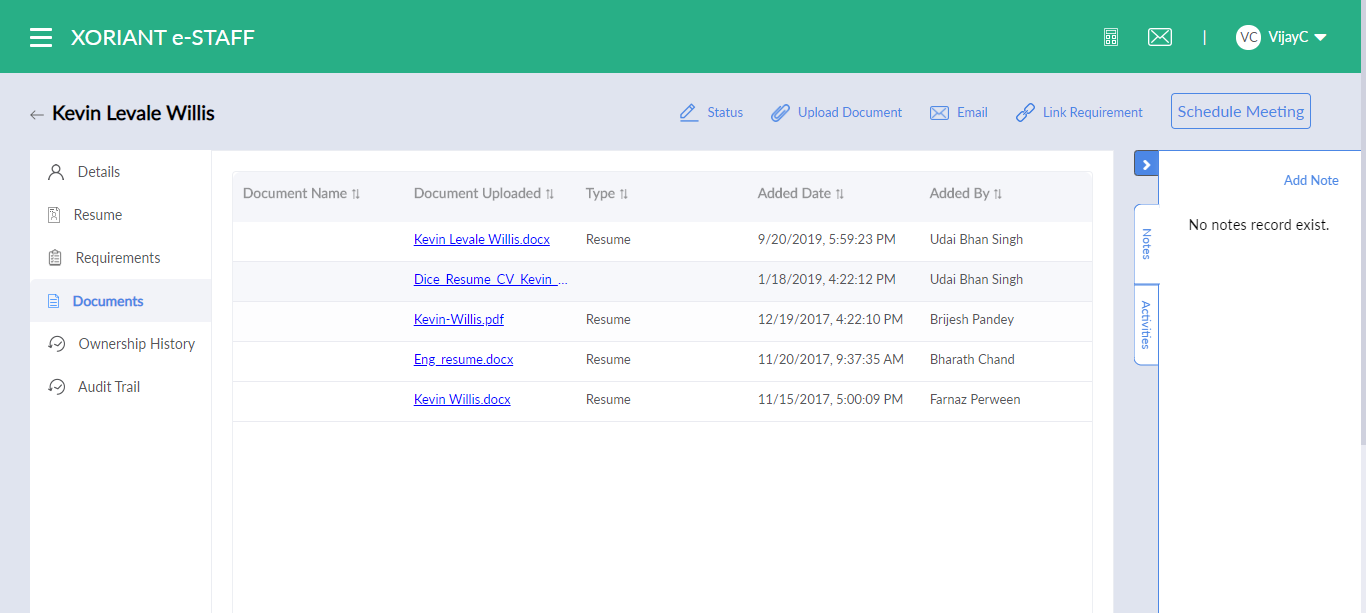 XORIANT e-STAFF
VC VijayC
Kevin Levale Willis
Status Upload Document Email Link Requirement Schedule Meeting
Details
Resume
Requirements
Documents
Ownership History
Audit Trail
Document Name Document Uploaded Type Added Date Added By
Kevin Levale Willis.docx Resume 9/20/2019, 5:59:23 PM Udai Bhan Singh
Dice_Resume_CV_Kevin_... 1/18/2019, 4:22:12 PM Udai Bhan Singh
Kevin-Willis.pdf Resume 12/19/2017, 4:22:10 PM Brijesh Pandey
Eng_resume.docx Resume 11/20/2017, 9:37:35 AM Bharath Chand
Kevin Willis.docx Resume 11/15/2017, 5:00:09 PM Farnaz Perween
Notes
Activities
Add Note
No notes record exist.